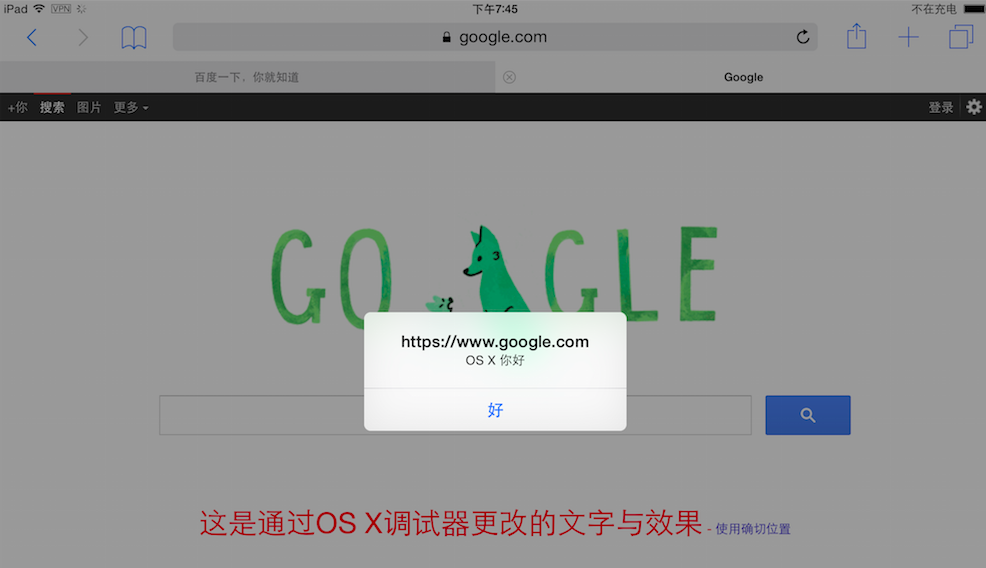 iPad VPN 下午7:45 不在充电
google.com
百度一下，你就知道 Google
+你 搜索 图片 更多 登录
GOOGLE
https://www.google.com
OS X 你好
好
这是通过OS X调试器更改的文字与效果 - 使用确切位置